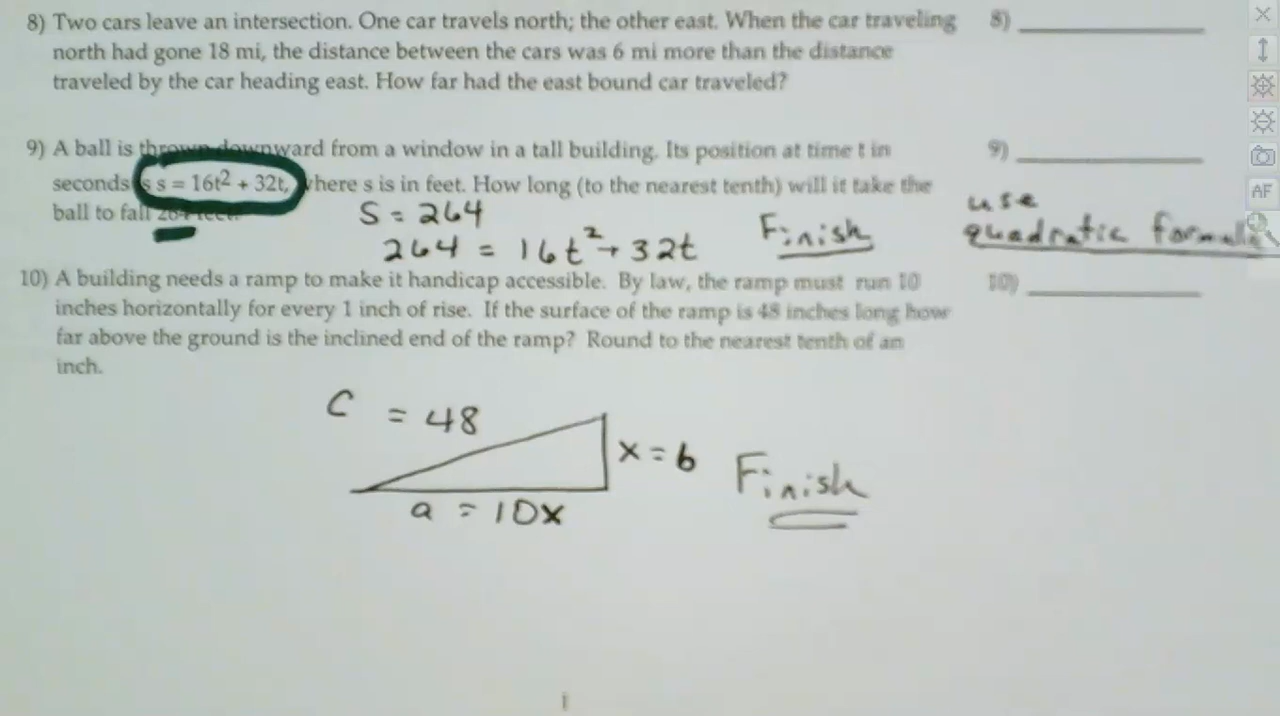 8) Two cars leave an intersection. One car travels north; the other east. When the car traveling 8)
north had gone 18 mi, the distance between the cars was 6 mi more than the distance
traveled by the car heading east. How far had the east bound car traveled?
9) A ball is thrown downward from a window in a tall building. Its position at time t in 9)
seconds s s = 16t² + 32t, where s is in feet. How long (to the nearest tenth) will it take the
ball to fall 264 feet.
S = 264
264 = 16t² + 32t
Finish
use
quadratic formula
10) A building needs a ramp to make it handicap accessible. By law, the ramp must run 10 10)
inches horizontally for every 1 inch of rise. If the surface of the ramp is 48 inches long how
far above the ground is the inclined end of the ramp? Round to the nearest tenth of an
inch.
C = 48
x = b
Finish
a = 10x
AF